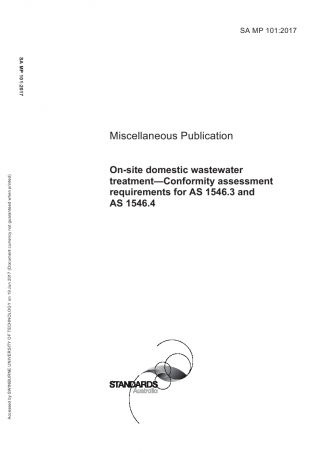 SA MP 101:2017
SA MP 101:2017
Miscellaneous Publication
On-site domestic wastewater
treatment—Conformity assessment
requirements for AS 1546.3 and
AS 1546.4
Accessed by SWINBURNE UNIVERSITY OF TECHNOLOGY on 19 Jun 2017 (Document currency not guaranteed when printed)
STANDARDS
Australia